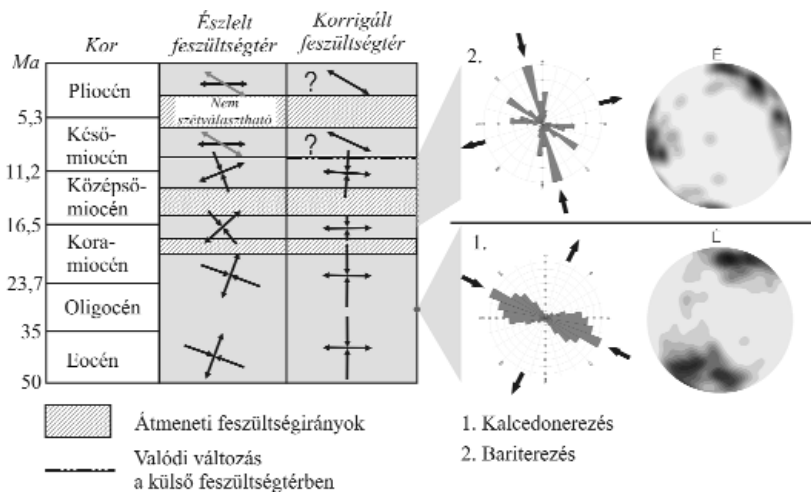 Ma
Kor
Észlelt
feszültségtér
Korrigált
feszültségtér
Pliocén
?
Nem
szétválasztható
5,3
Késő-
miocén
?
11,2
Középső-
miocén
16,5
Kora-
miocén
23,7
Oligocén
35
Eocén
50
2.
É
1.
É
Átmeneti feszültségirányok
Valódi változás
a külső feszültségtérben
1. Kalcedonerezés
2. Bariterezés